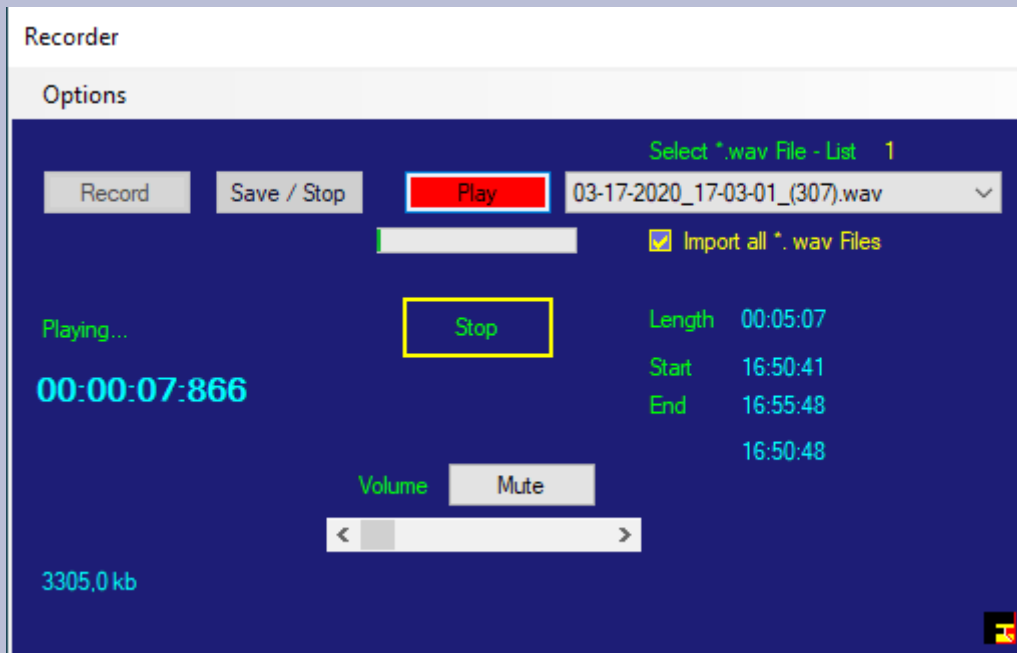 Recorder
Options
Select *.wav File - List 1
Record Save / Stop Play 03-17-2020_17-03-01_(307).wav
Import all *. wav Files
Playing... Stop Length 00:05:07
Start 16:50:41
00:00:07:866
End 16:55:48
16:50:48
Volume Mute
3305,0 kb